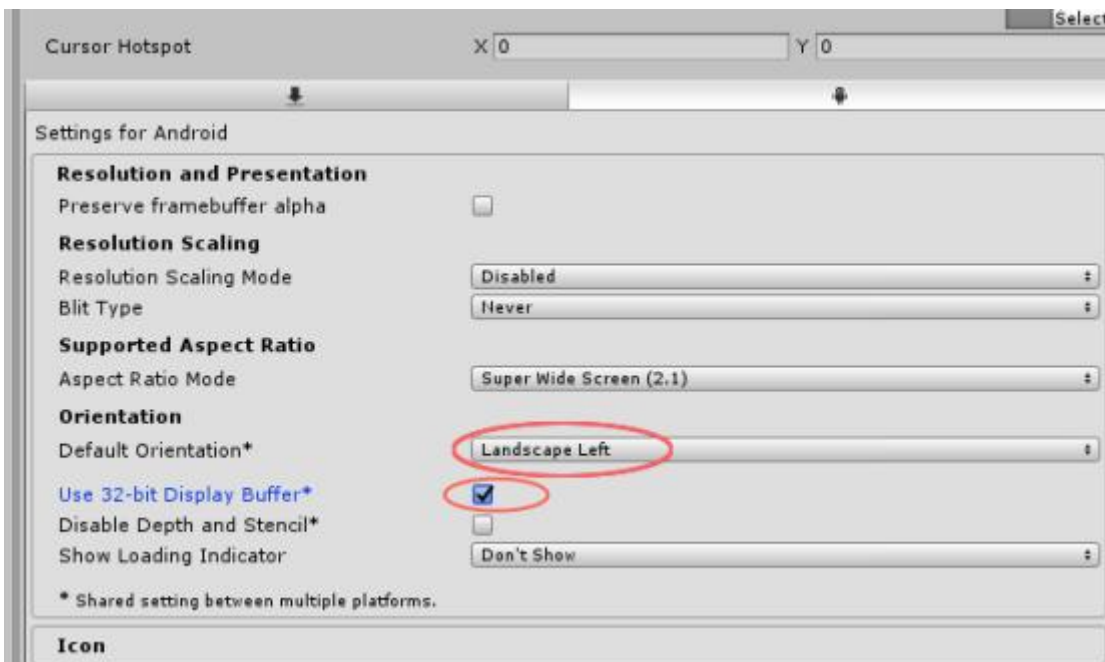 Select
Cursor Hotspot X 0 Y 0
Settings for Android
Resolution and Presentation
Preserve framebuffer alpha
Resolution Scaling
Resolution Scaling Mode Disabled
Blit Type Never
Supported Aspect Ratio
Aspect Ratio Mode Super Wide Screen (2.1)
Orientation
Default Orientation* Landscape Left
Use 32-bit Display Buffer*
Disable Depth and Stencil*
Show Loading Indicator Don't Show
* Shared setting between multiple platforms.
Icon